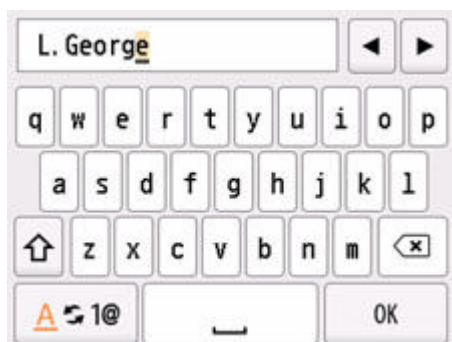 L. George
q w e r t y u i o p
a s d f g h j k l
z x c v b n m
A 1@ OK